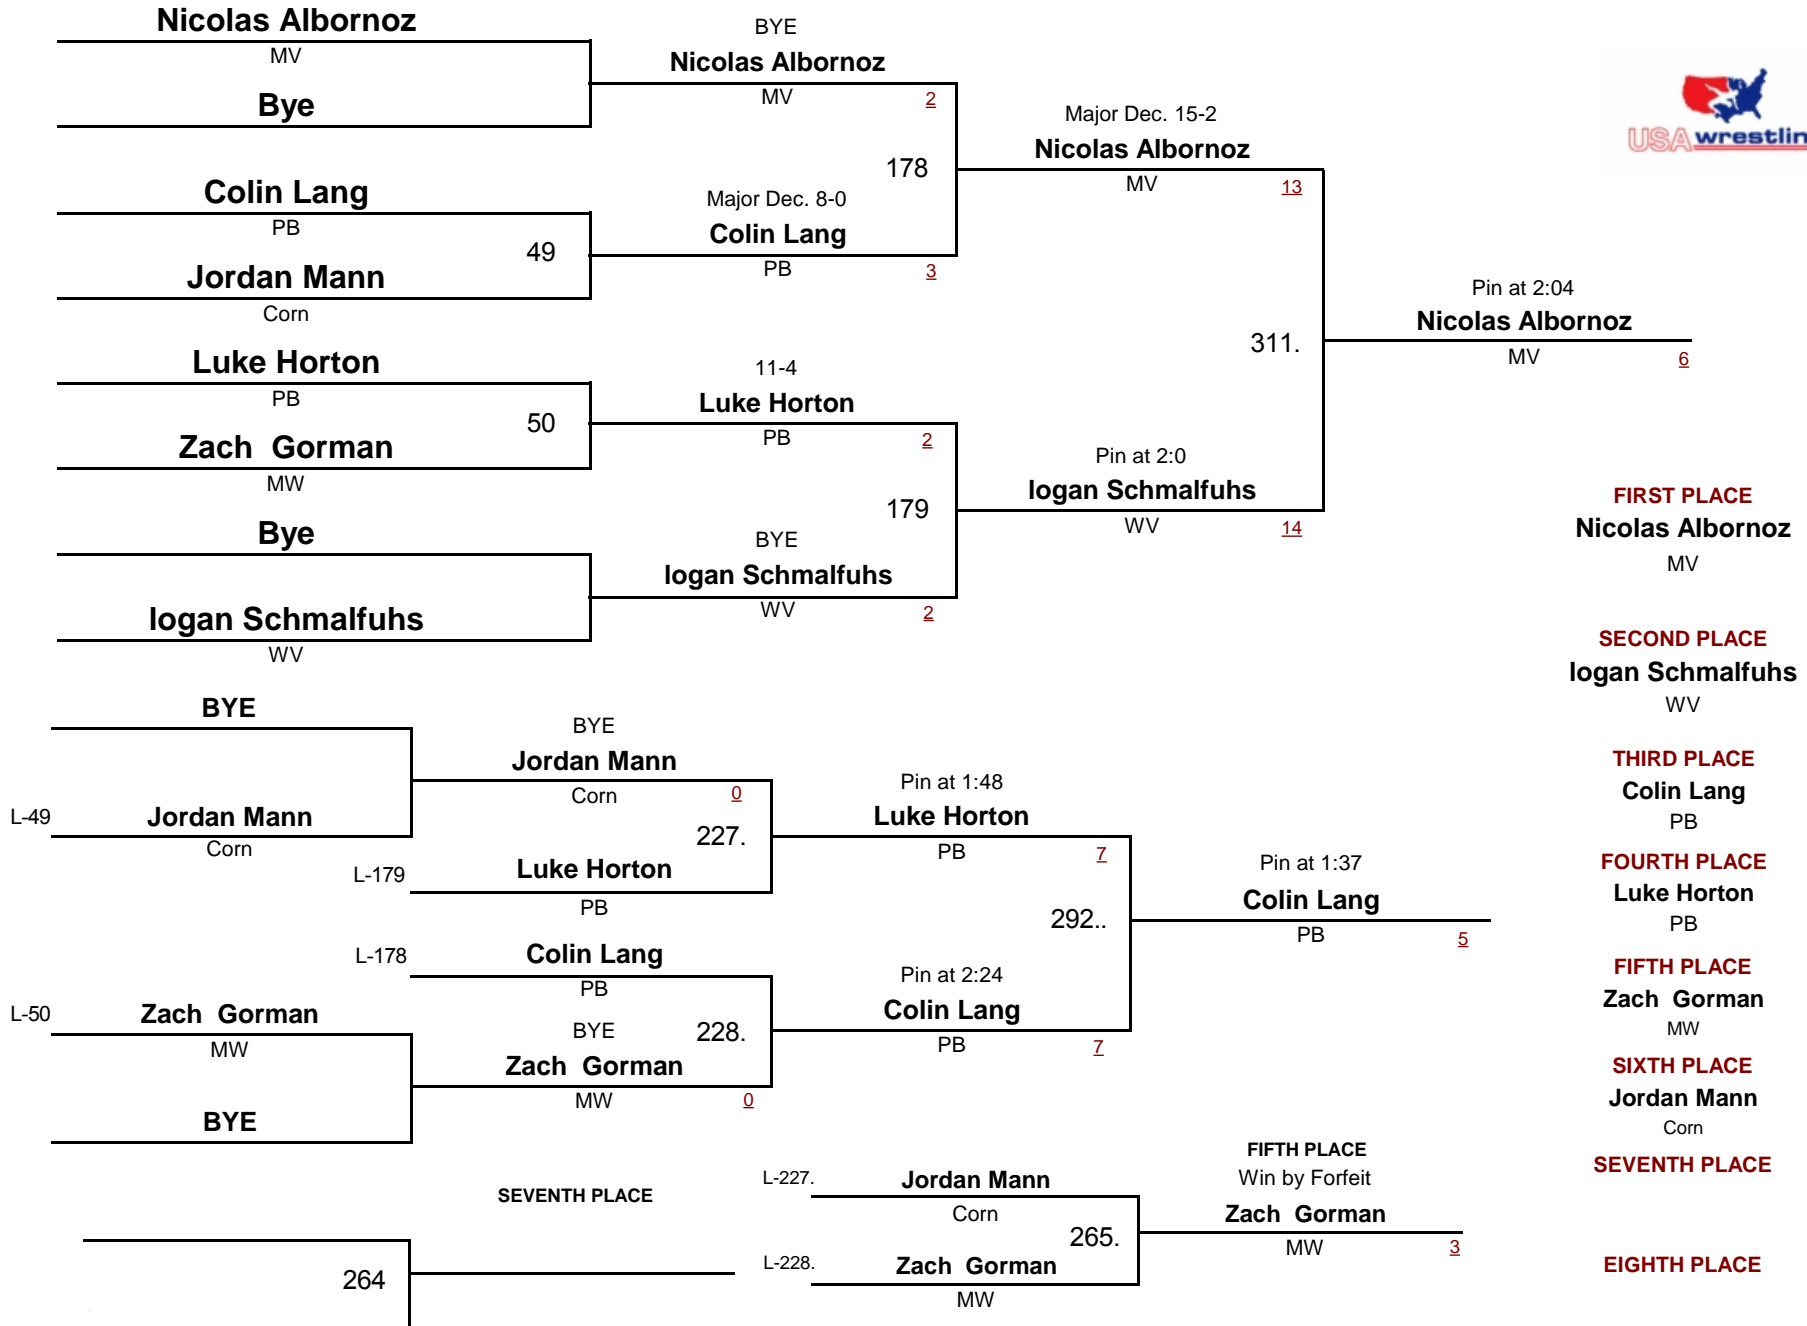 Nicolas Albornoz
MV
Bye
Colin Lang
PB
49
Jordan Mann
Corn
Luke Horton
PB
50
Zach  Gorman
MW
Bye
logan Schmalfuhs
WV
BYE
Nicolas Albornoz
MV
2
178
Major Dec. 8-0
Colin Lang
PB
3
11-4
Luke Horton
PB
2
179
BYE
logan Schmalfuhs
WV
2
Major Dec. 15-2
Nicolas Albornoz
MV
13
311.
Pin at 2:0
logan Schmalfuhs
WV
14
Pin at 2:04
Nicolas Albornoz
MV
6
USA wrestlin
FIRST PLACE
Nicolas Albornoz
MV
SECOND PLACE
logan Schmalfuhs
WV
THIRD PLACE
Colin Lang
PB
FOURTH PLACE
Luke Horton
PB
FIFTH PLACE
Zach  Gorman
MW
SIXTH PLACE
Jordan Mann
Corn
SEVENTH PLACE
EIGHTH PLACE
BYE
L-49
Jordan Mann
Corn
BYE
Jordan Mann
Corn
0
227.
L-179
Luke Horton
PB
L-178
Colin Lang
PB
L-50
Zach  Gorman
MW
BYE
228.
Zach  Gorman
MW
0
BYE
Pin at 1:48
Luke Horton
PB
7
292..
Pin at 2:24
Colin Lang
PB
7
Pin at 1:37
Colin Lang
PB
5
SEVENTH PLACE
264
L-227.
Jordan Mann
Corn
265.
L-228.
Zach  Gorman
MW
FIFTH PLACE
Win by Forfeit
Zach  Gorman
MW
3